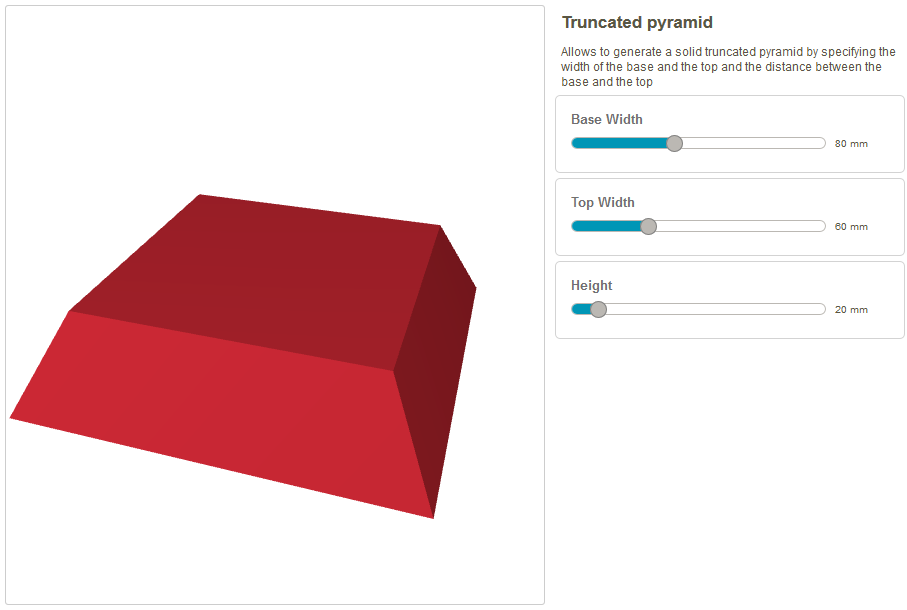 Truncated pyramid
Allows to generate a solid truncated pyramid by specifying the
width of the base and the top and the distance between the
base and the top
Base Width
80 mm
Top Width
60 mm
Height
20 mm